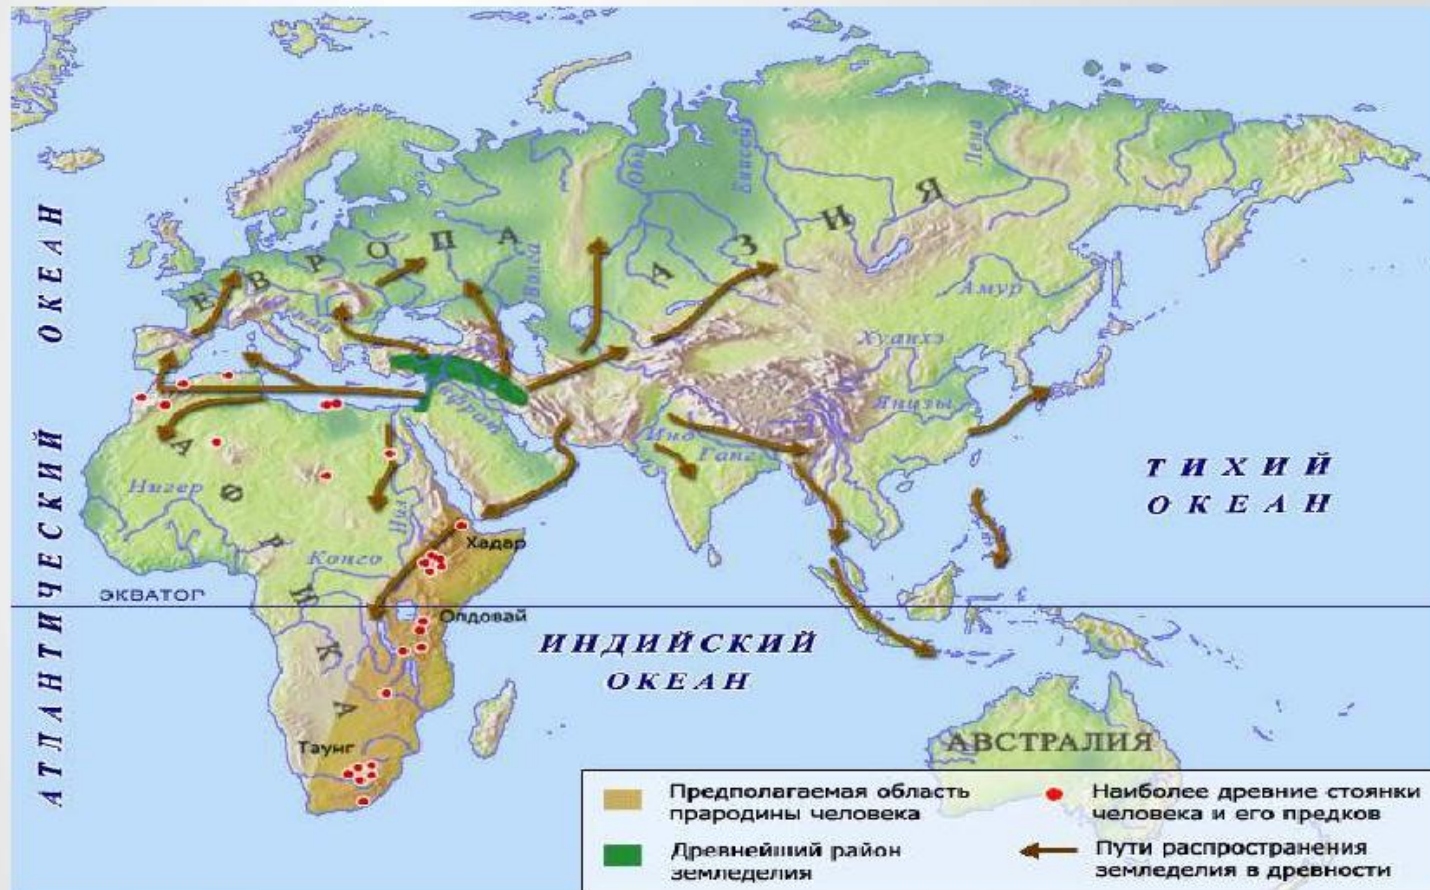 ЕВРОПА
АЗИЯ
Обь
Енисей
Лена
Волга
Амур
Хуанхэ
Янцзы
Инд
Ганг
Евфрат
АТЛАНТИЧЕСКИЙ ОКЕАН
ТИХИЙ
ОКЕАН
АФРИКА
Нигер
Нил
Конго
Хадар
ЭКВАТОР
Олдовай
ИНДИЙСКИЙ
ОКЕАН
Таунг
АВСТРАЛИЯ
Предполагаемая область
прародины человека
Древнейший район
земледелия
Наиболее древние стоянки
человека и его предков
Пути распространения
земледелия в древности